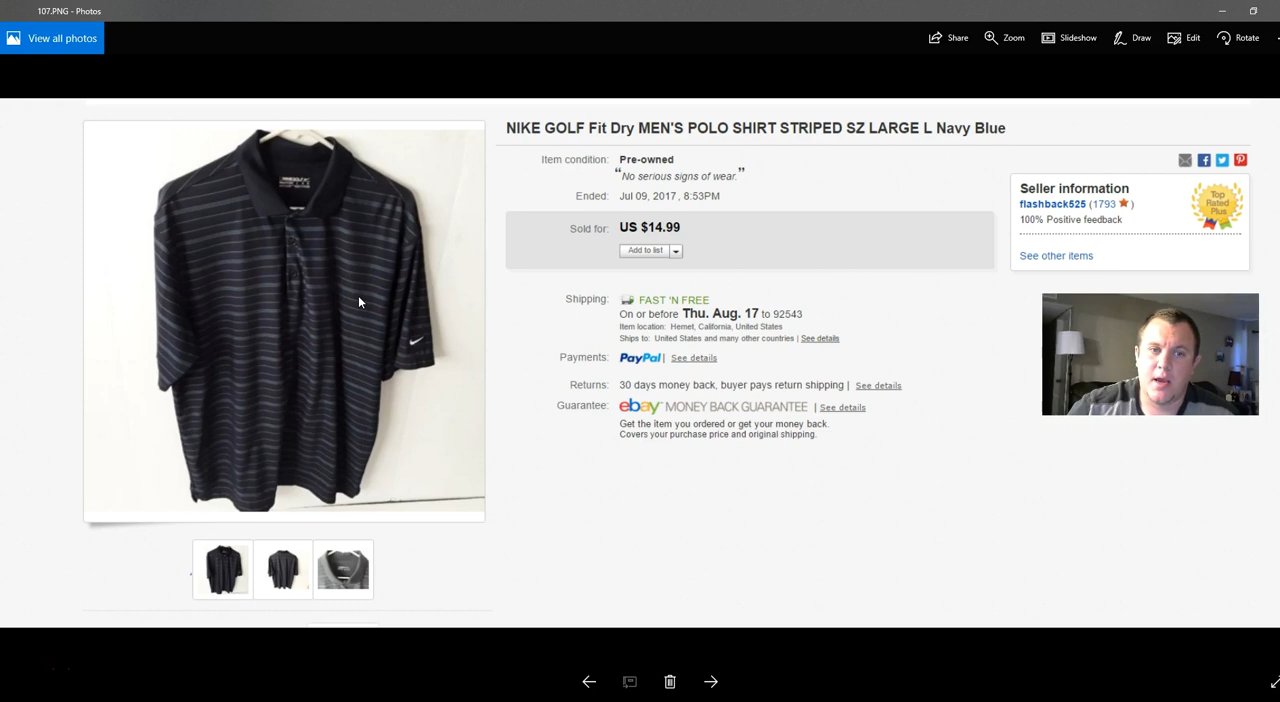 107.PNG - Photos
View all photos
Share
Zoom
Slideshow
Draw
Edit
Rotate
NIKE GOLF Fit Dry MEN'S POLO SHIRT STRIPED SZ LARGE L Navy Blue
Item condition: Pre-owned
“No serious signs of wear.”
Ended: Jul 09, 2017 , 8:53PM
Sold for: US $14.99
Add to list
Shipping: FAST 'N FREE
On or before Thu. Aug. 17 to 92543
Item location: Hemet, California, United States
Ships to: United States and many other countries | See details
Payments: PayPal | See details
Returns: 30 days money back, buyer pays return shipping | See details
Guarantee: ebay MONEY BACK GUARANTEE | See details
Get the item you ordered or get your money back.
Covers your purchase price and original shipping.
Seller information
flashback525 (1793 )
100% Positive feedback
Top
Rated
Plus
See other items